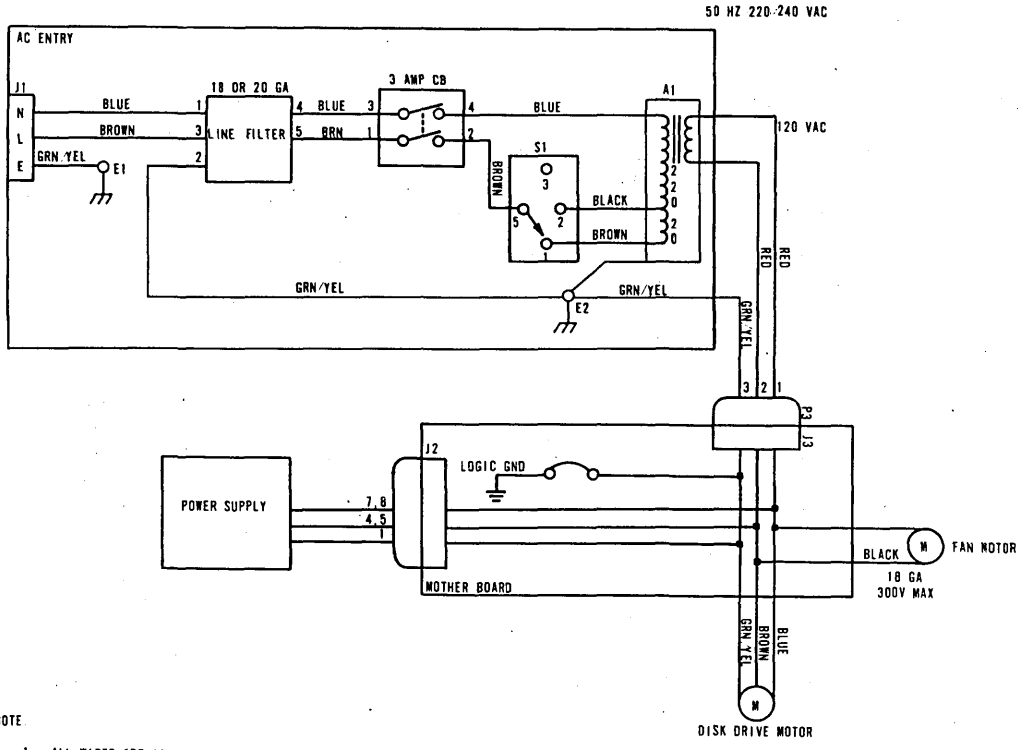 50 HZ 220-240 VAC
AC ENTRY
J1
18 OR 20 GA
3 AMP CB
A1
N
BLUE
1
4
BLUE
3
4
BLUE
L
BROWN
3
LINE FILTER
5
BRN
1
2
120 VAC
E
GRN/YEL
E1
2
BROWN
S1
3
5
2
BLACK
1
BROWN
2
2
0
2
0
RED
RED
GRN/YEL
E2
GRN/YEL
GRN/YEL
3
2
1
P3
J3
J2
LOGIC GND
POWER SUPPLY
7,8
4,5
1
MOTHER BOARD
M
FAN MOTOR
BLACK
18 GA
300V MAX
GRN/YEL
BROWN
BLUE
M
DISK DRIVE MOTOR
OTE